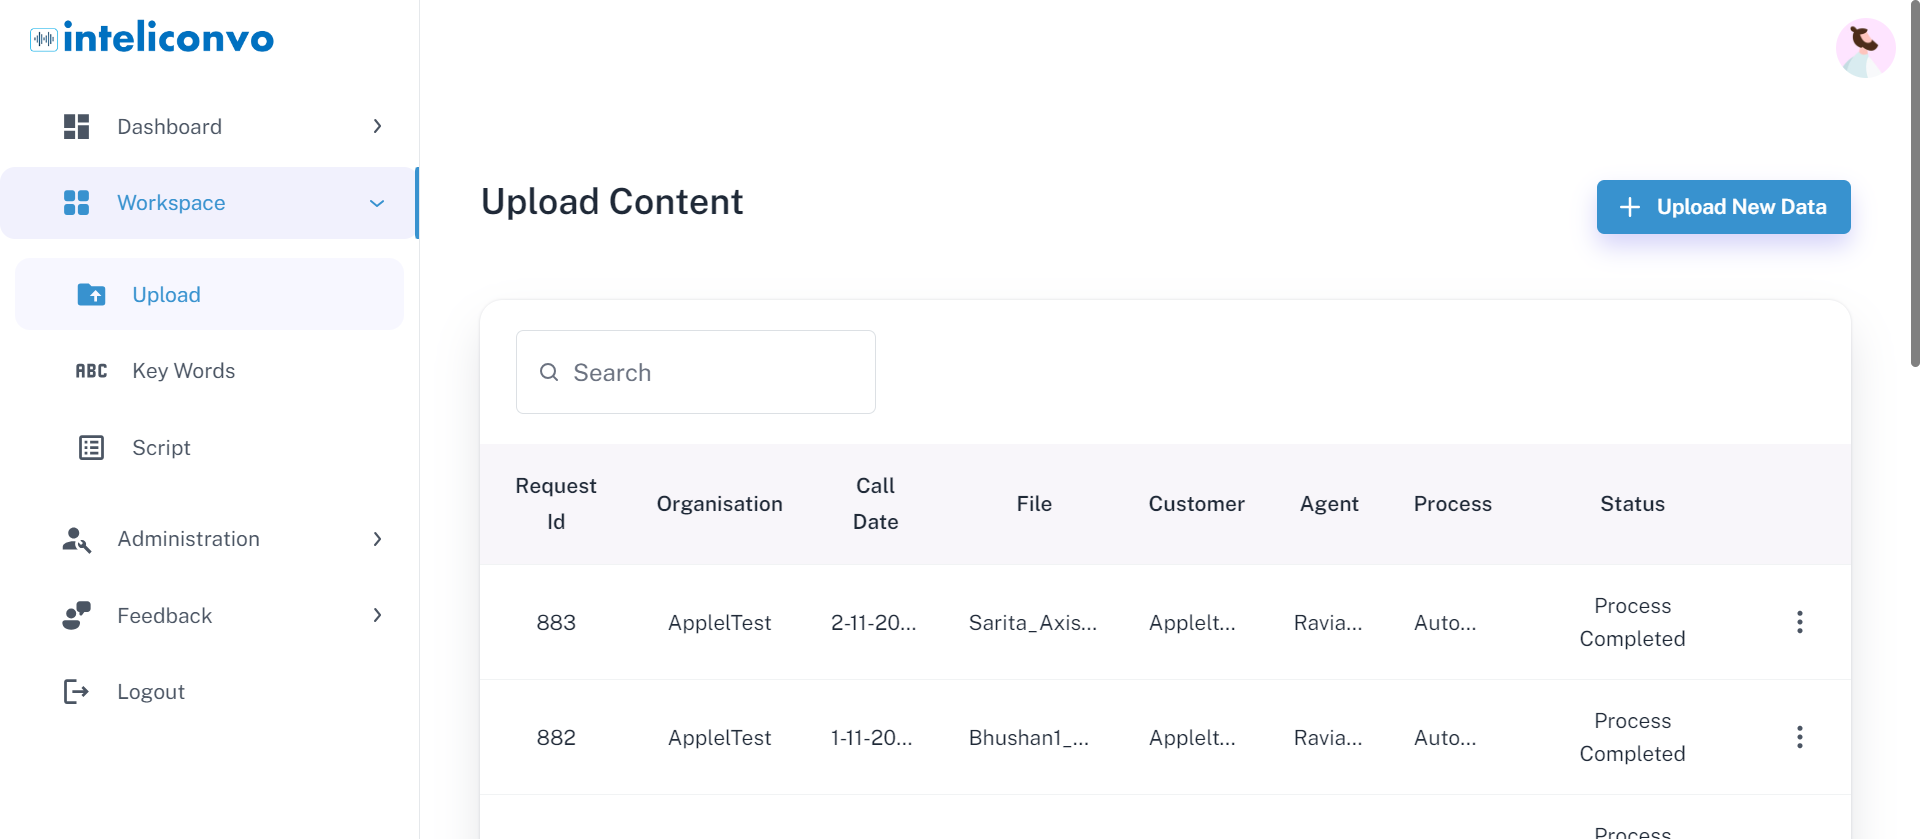 inteliconvo
Dashboard
Workspace
Upload
ABC Key Words
Script
Administration
Feedback
Logout
Upload Content
Upload New Data
Search
Request Id Organisation Call Date File Customer Agent Process Status
883 ApplelTest 2-11-20... Sarita_Axis... Applelt... Ravia... Auto... Process Completed
882 ApplelTest 1-11-20... Bhushan1_... Applelt... Ravia... Auto... Process Completed
Process